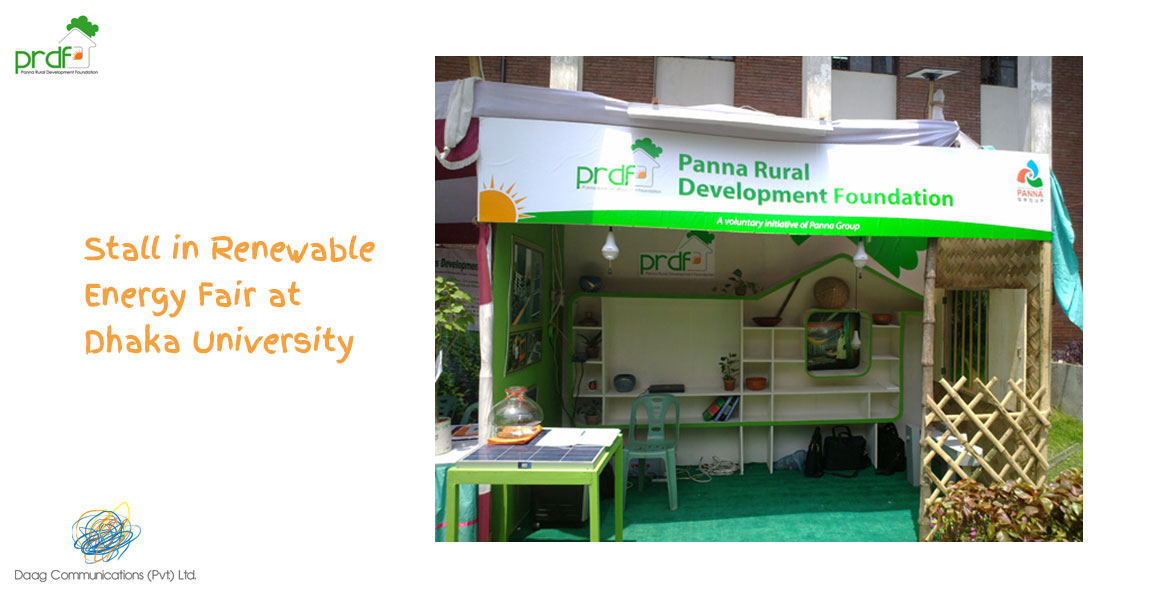 prdf
Panna Rural Development Foundation
Stall in Renewable
Energy Fair at
Dhaka University
Daag Communications (Pvt) Ltd.
prdf
Panna Rural Development Foundation
Panna Rural
Development Foundation
PANNA
GROUP
A voluntary initiative of Panna Group
prdf
Panna Rural Development Foundation
Development